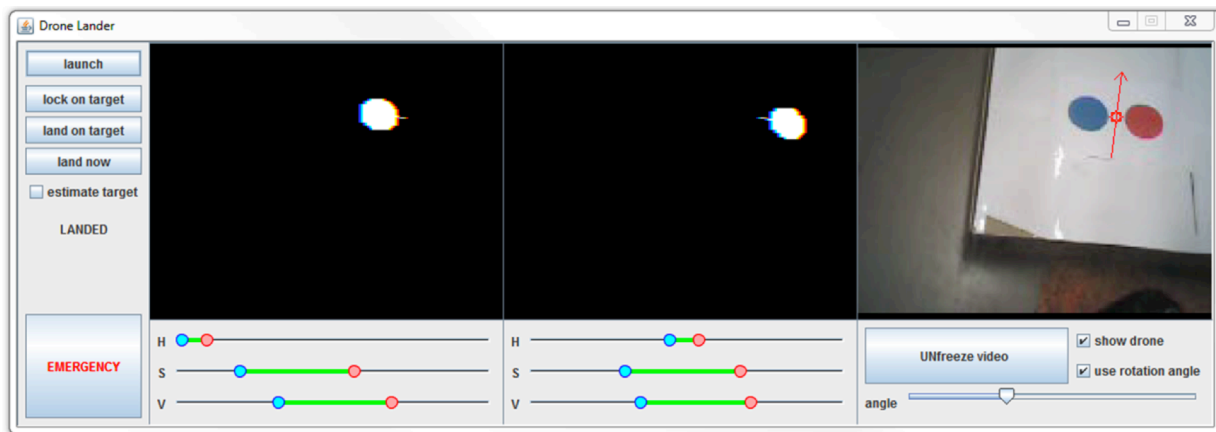 Drone Lander
launch
lock on target
land on target
land now
estimate target
LANDED
EMERGENCY
H
S
V
H
S
V
UNfreeze video
show drone
use rotation angle
angle